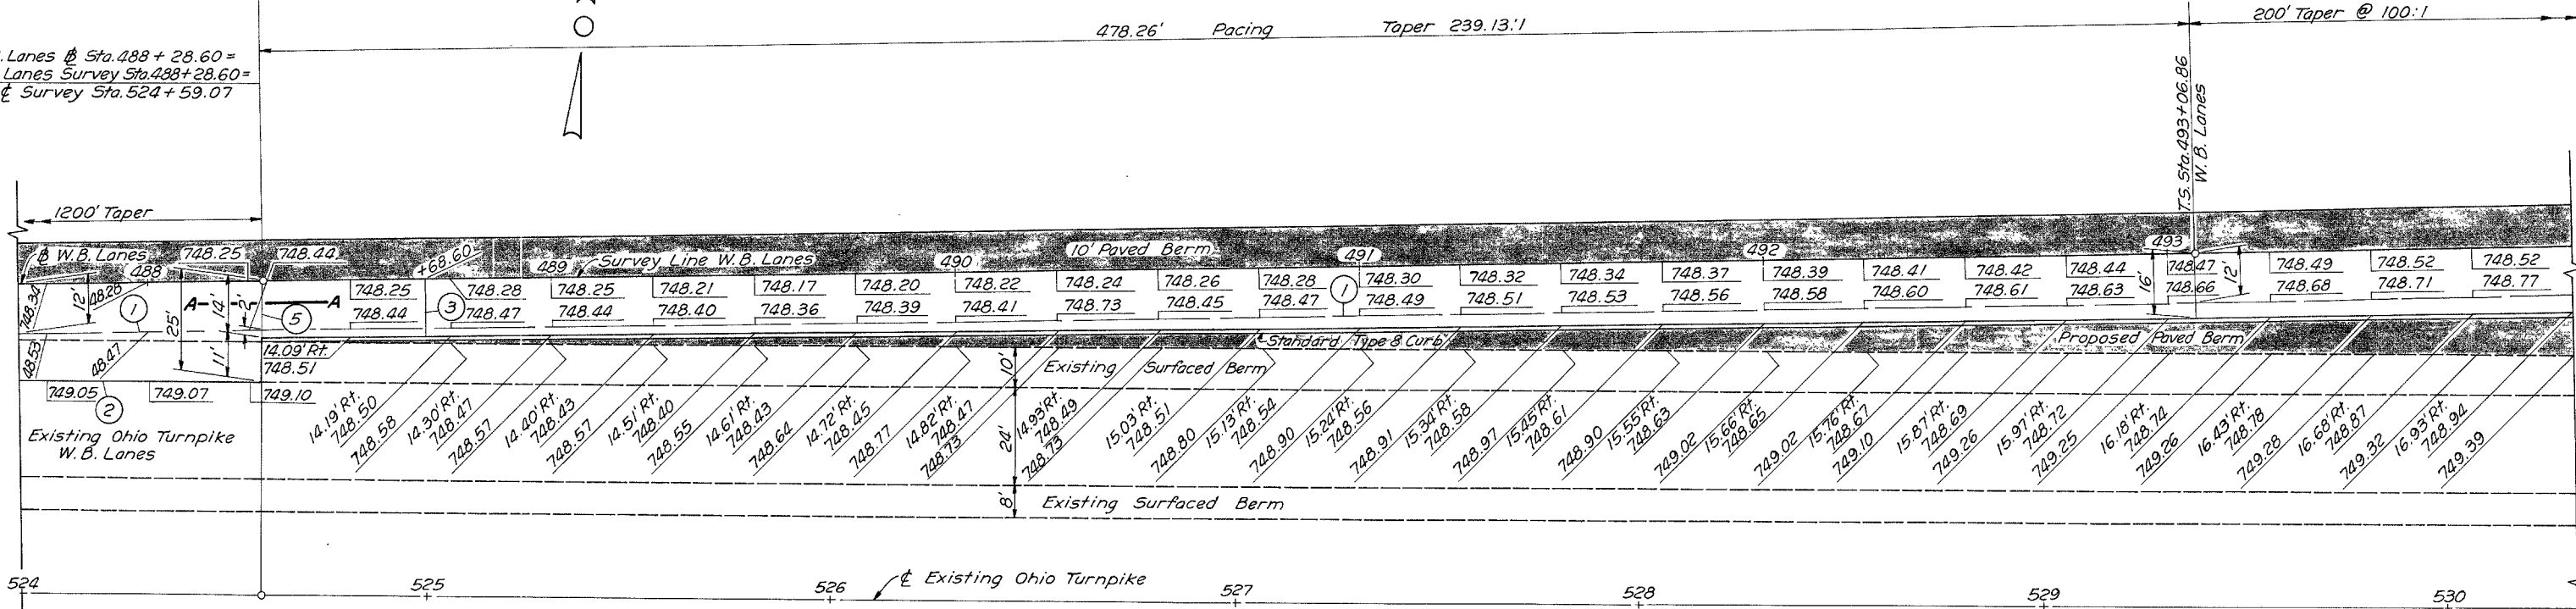 478.26' Pacing Taper 239.13:1
200' Taper @ 100:1
. Lanes ⅊ Sta. 488 + 28.60 =
Lanes Survey Sta. 488+28.60 =
℄ Survey Sta. 524 + 59.07
T.S. Sta. 493+06.86
W. B. Lanes
1200' Taper
10' Paved Berm
W.B. Lanes 748.25 748.44 +68.60 Survey Line W.B. Lanes
488 489 490 491 492 493
748.25 748.28 748.25 748.21 748.17 748.20 748.22 748.24 748.26 748.28 748.30 748.32 748.34 748.37 748.39 748.41 748.42 748.44 748.47 748.49 748.52 748.52
748.44 748.47 748.44 748.40 748.36 748.39 748.41 748.73 748.45 748.47 748.49 748.51 748.53 748.56 748.58 748.60 748.61 748.63 748.66 748.68 748.71 748.77
748.34 12' 48.28 1 25' A 14' 2' A 5 3 1 16' 12'
48.53 48.47 11'
14.09' Rt.
748.51
Standard Type 8 Curb
Proposed Paved Berm
10' Existing Surfaced Berm
749.05 2 749.07 749.10
Existing Ohio Turnpike
W. B. Lanes
14.19' Rt. 748.50
748.58
14.30' Rt. 748.47
748.57
14.40' Rt. 748.43
748.57
14.51' Rt. 748.40
748.55
14.61' Rt. 748.43
748.64
14.72' Rt. 748.45
748.77
14.82' Rt. 748.47
748.73
14.93' Rt. 748.49
748.73
15.03' Rt. 748.51
748.80
15.13' Rt. 748.54
748.90
15.24' Rt. 748.56
748.91
15.34' Rt. 748.58
748.97
15.45' Rt. 748.61
748.90
15.55' Rt. 748.63
749.02
15.66' Rt. 748.65
749.02
15.76' Rt. 748.67
749.10
15.87' Rt. 748.69
749.26
15.97' Rt. 748.72
749.25
16.18' Rt. 748.74
749.26
16.43' Rt. 748.78
749.28
16.68' Rt. 748.87
749.32
16.93' Rt. 748.94
749.39
24'
8' Existing Surfaced Berm
℄ Existing Ohio Turnpike
524 525 526 527 528 529 530